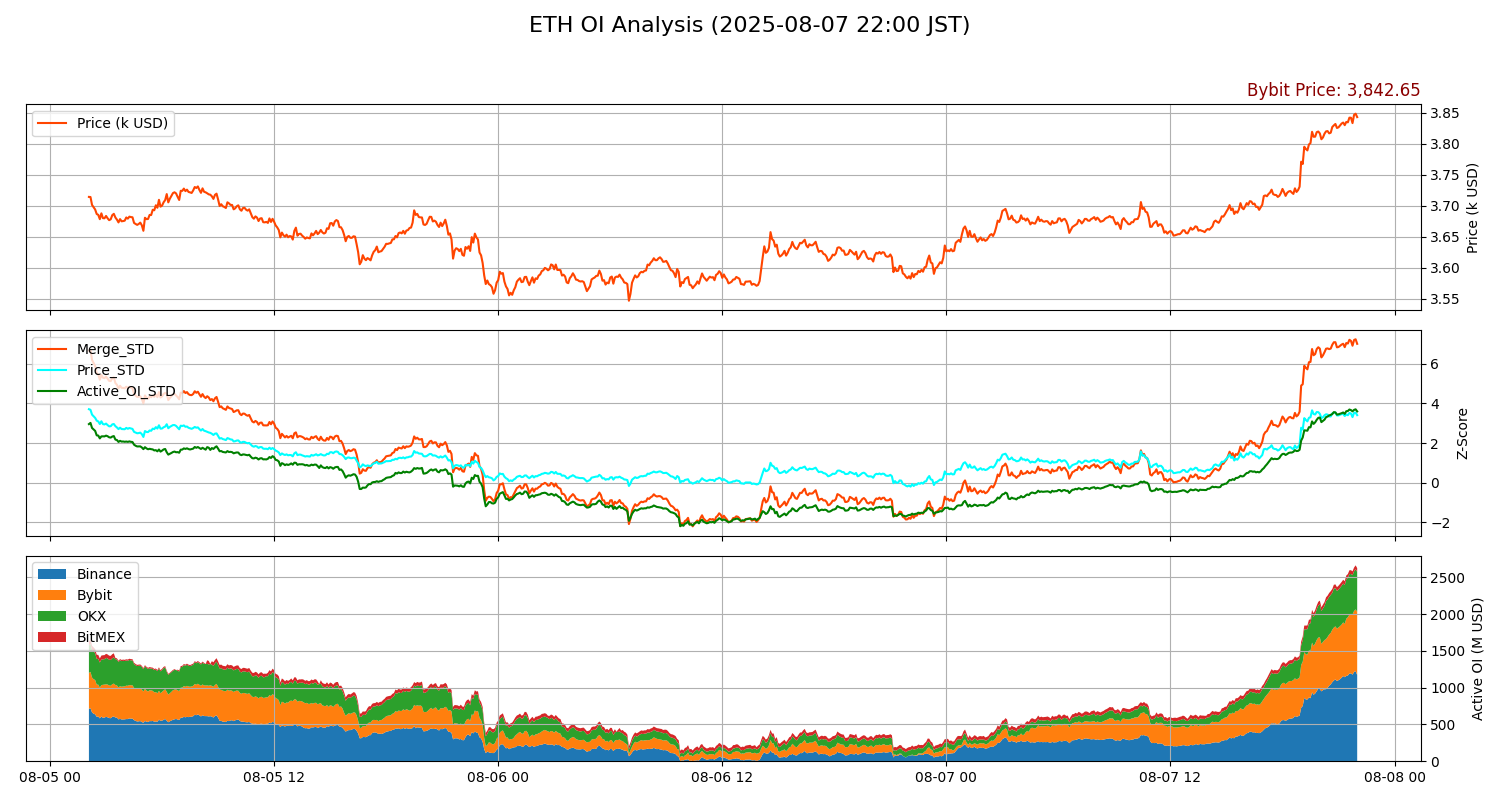 ETH OI Analysis (2025-08-07 22:00 JST)
Bybit Price: 3,842.65
Price (k USD)
3.85
3.80
3.75
3.70
3.65
3.60
3.55
Price (k USD)
Merge_STD
Price_STD
Active_OI_STD
6
4
2
0
−2
Z-Score
Binance
Bybit
OKX
BitMEX
2500
2000
1500
1000
500
0
Active OI (M USD)
08-05 00
08-05 12
08-06 00
08-06 12
08-07 00
08-07 12
08-08 00